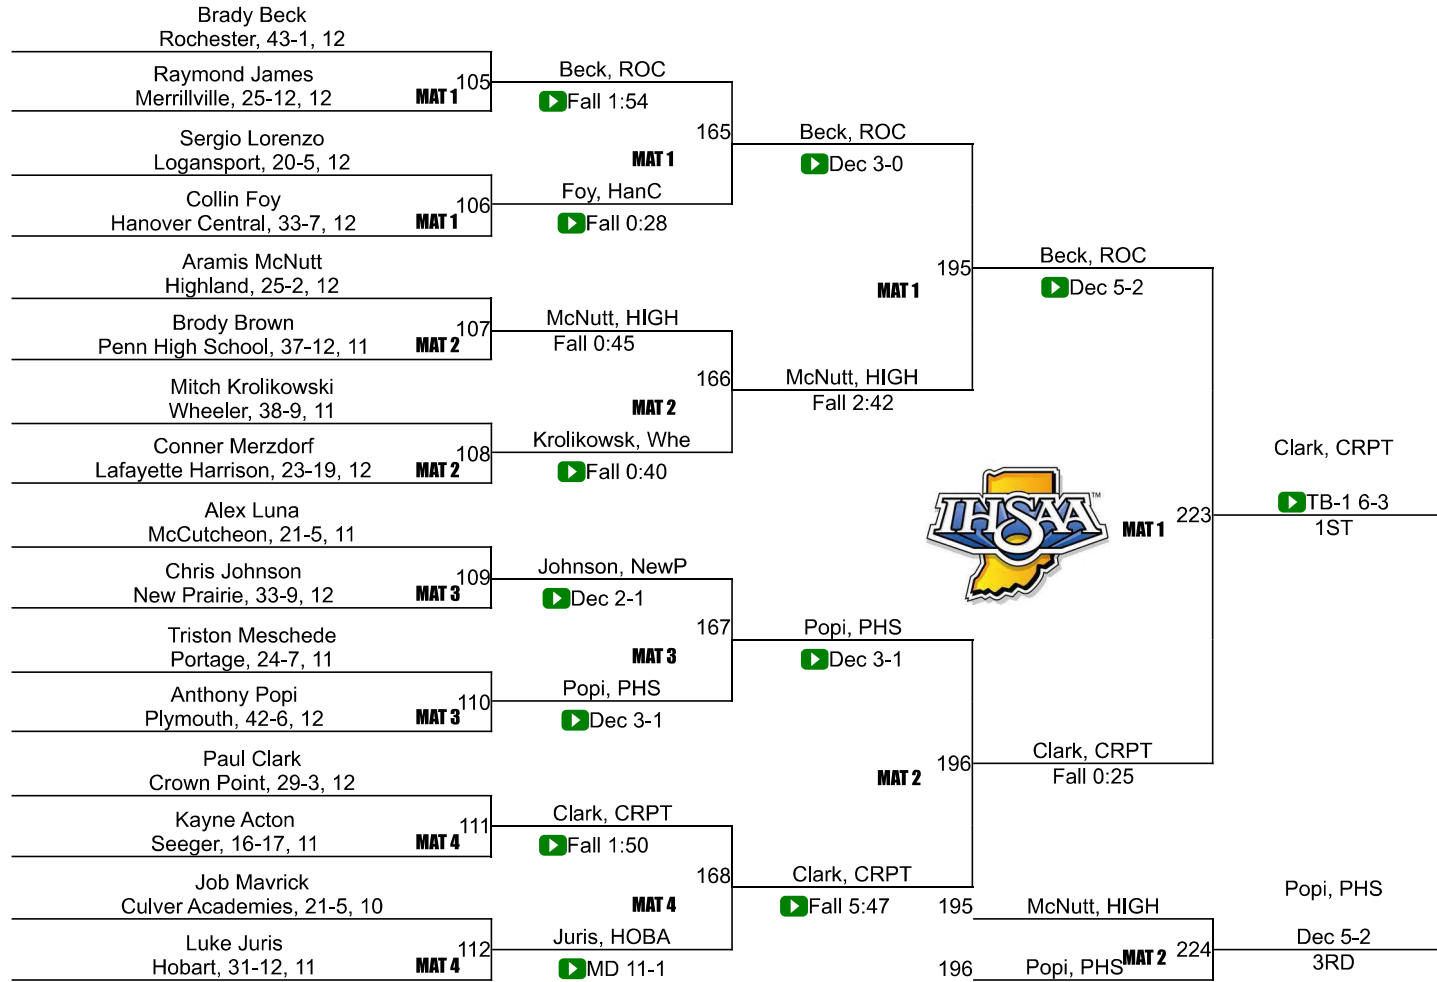 Brady Beck
Rochester, 43-1, 12
Raymond James
Merrillville, 25-12, 12
MAT 1
105
Sergio Lorenzo
Logansport, 20-5, 12
Collin Foy
Hanover Central, 33-7, 12
MAT 1
106
Aramis McNutt
Highland, 25-2, 12
Brody Brown
Penn High School, 37-12, 11
MAT 2
107
Mitch Krolikowski
Wheeler, 38-9, 11
Conner Merzdorf
Lafayette Harrison, 23-19, 12
MAT 2
108
Alex Luna
McCutcheon, 21-5, 11
Chris Johnson
New Prairie, 33-9, 12
MAT 3
109
Triston Meschede
Portage, 24-7, 11
Anthony Popi
Plymouth, 42-6, 12
MAT 3
110
Paul Clark
Crown Point, 29-3, 12
Kayne Acton
Seeger, 16-17, 11
MAT 4
111
Job Mavrick
Culver Academies, 21-5, 10
Luke Juris
Hobart, 31-12, 11
MAT 4
112
Beck, ROC
Fall 1:54
165
MAT 1
Foy, HanC
Fall 0:28
McNutt, HIGH
Fall 0:45
166
MAT 2
Krolikowsk, Whe
Fall 0:40
Johnson, NewP
Dec 2-1
167
MAT 3
Popi, PHS
Dec 3-1
Clark, CRPT
Fall 1:50
168
MAT 4
Juris, HOBA
MD 11-1
Beck, ROC
Dec 3-0
195
MAT 1
McNutt, HIGH
Fall 2:42
Popi, PHS
Dec 3-1
196
MAT 2
Clark, CRPT
Fall 5:47
Beck, ROC
Dec 5-2
IHSAA™
MAT 1
223
Clark, CRPT
Fall 0:25
Clark, CRPT
TB-1 6-3
1ST
195
McNutt, HIGH
196
Popi, PHS
MAT 2
224
Popi, PHS
Dec 5-2
3RD